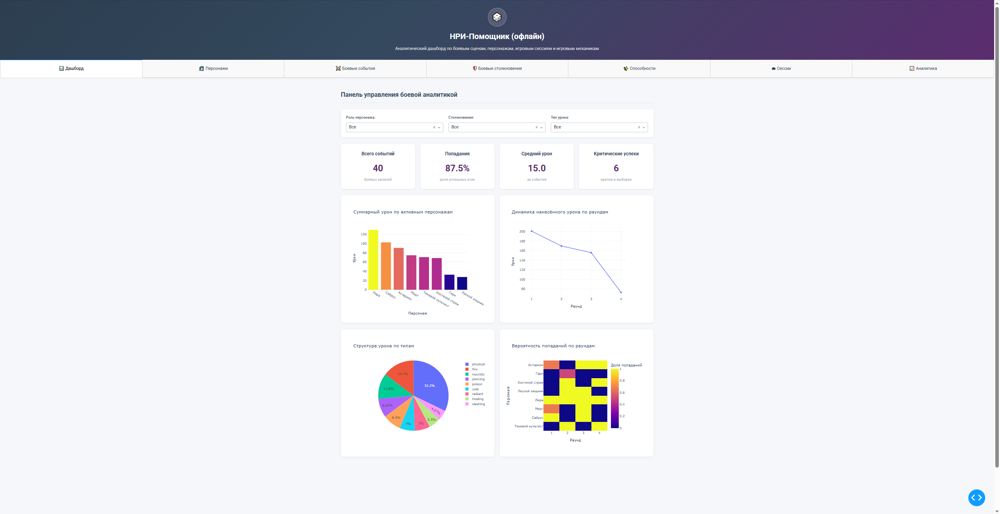 НРИ-Помощник (офлайн)
Аналитический дашборд по боевым сценам, персонажам, игровым сессиям и игровым механикам
Дашборд
Персонажи
Боевые события
Боевые столкновения
Способности
Сессии
Аналитика
Панель управления боевой аналитикой
Роль персонажа:
Столкновение:
Тип урона:
Все
Все
Все
Всего событий
40
боевых записей
Попадания
87.5%
доля успешных атак
Средний урон
15.0
за событие
Критические успехи
6
критов в выборке
Суммарный урон по активным персонажам
Урон
120
100
80
60
40
20
0
Лира
Сайрус
Астерион
Мирт
Теневой культист
Костяной страж
Гарн
Лесной хищник
Персонаж
Динамика нанесённого урона по раундам
Урон
200
180
160
140
120
100
80
1
2
3
4
Раунд
Структура урона по типам
32.2%
14.7%
11.8%
8.67%
8.5%
7%
7%
5.5%
4.67%
physical
fire
necrotic
piercing
poison
cold
radiant
healing
slashing
Вероятность попаданий по раундам
Персонаж
Астерион
Гарн
Костяной страж
Лесной хищник
Лира
Мирт
Сайрус
Теневой культист
1
2
3
4
Раунд
Доля попаданий
1
0.8
0.6
0.4
0.2
0